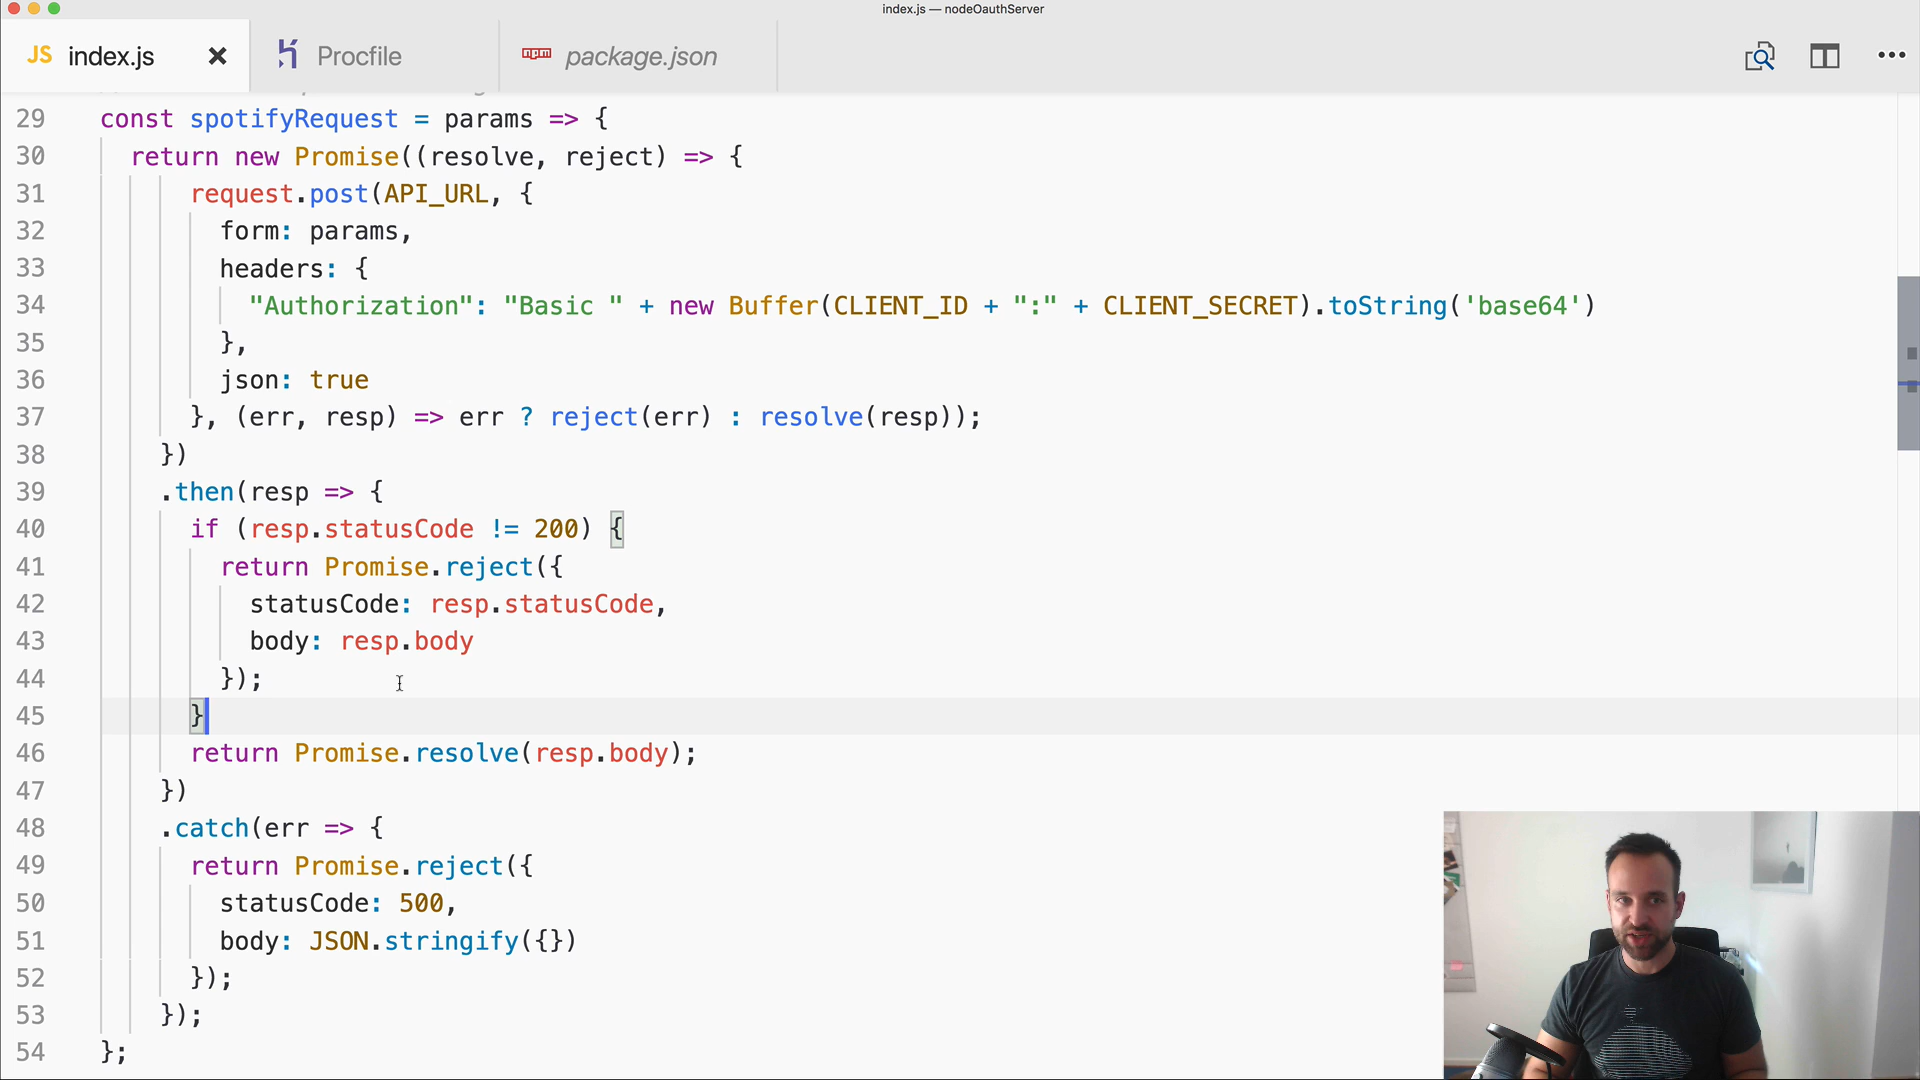 index.js — nodeOauthServer
JS index.js Procfile package.json
29 const spotifyRequest = params => {
30 return new Promise((resolve, reject) => {
31 request.post(API_URL, {
32 form: params,
33 headers: {
34 "Authorization": "Basic " + new Buffer(CLIENT_ID + ":" + CLIENT_SECRET).toString('base64')
35 },
36 json: true
37 }, (err, resp) => err ? reject(err) : resolve(resp));
38 })
39 .then(resp => {
40 if (resp.statusCode != 200) {
41 return Promise.reject({
42 statusCode: resp.statusCode,
43 body: resp.body
44 });
45 }
46 return Promise.resolve(resp.body);
47 })
48 .catch(err => {
49 return Promise.reject({
50 statusCode: 500,
51 body: JSON.stringify({})
52 });
53 });
54 };